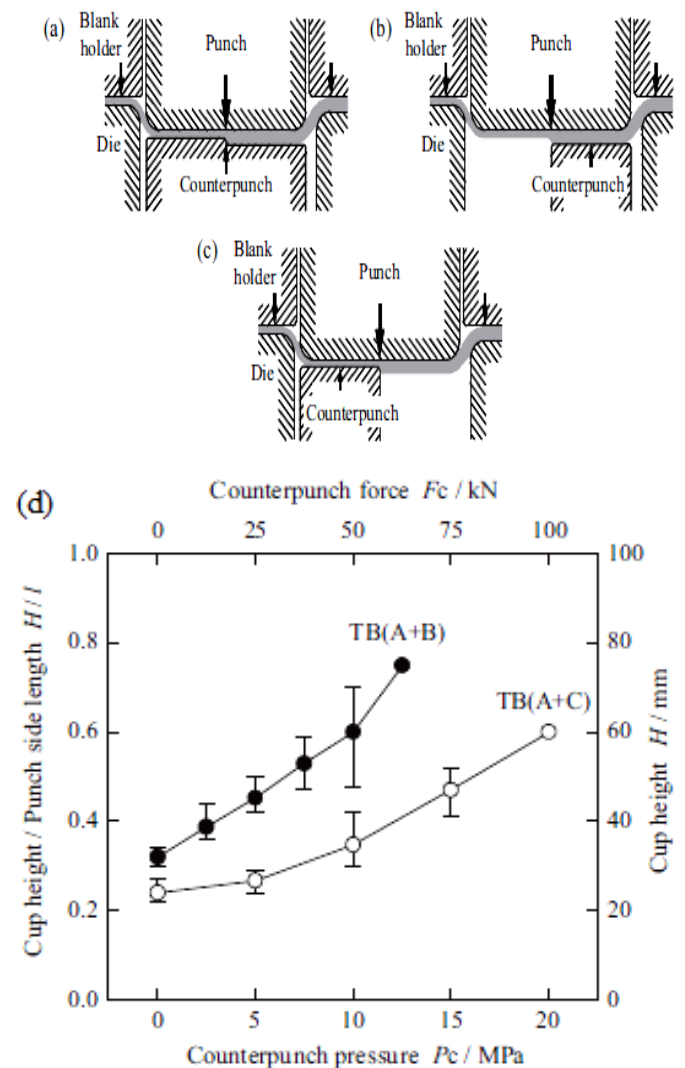 (a)
Blank
holder
Punch
Die
Counterpunch
(b)
Blank
holder
Punch
Die
Counterpunch
(c)
Blank
holder
Punch
Die
Counterpunch
(d)
Counterpunch force Fc / kN
0 25 50 75 100
Cup height / Punch side length H / l
1.0
0.8
0.6
0.4
0.2
0.0
TB(A+B)
TB(A+C)
100
80
60
40
20
0
Cup height H / mm
0 5 10 15 20
Counterpunch pressure Pc / MPa